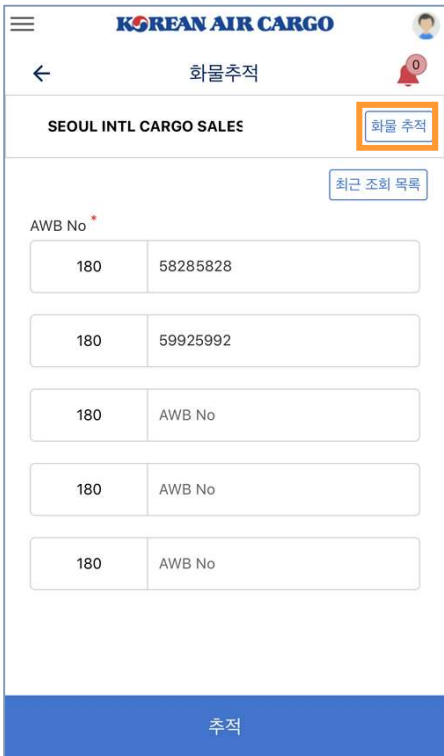 KOREAN AIR CARGO
화물추적
0
SEOUL INTL CARGO SALES
화물 추적
최근 조회 목록
AWB No *
180 58285828
180 59925992
180 AWB No
180 AWB No
180 AWB No
추적